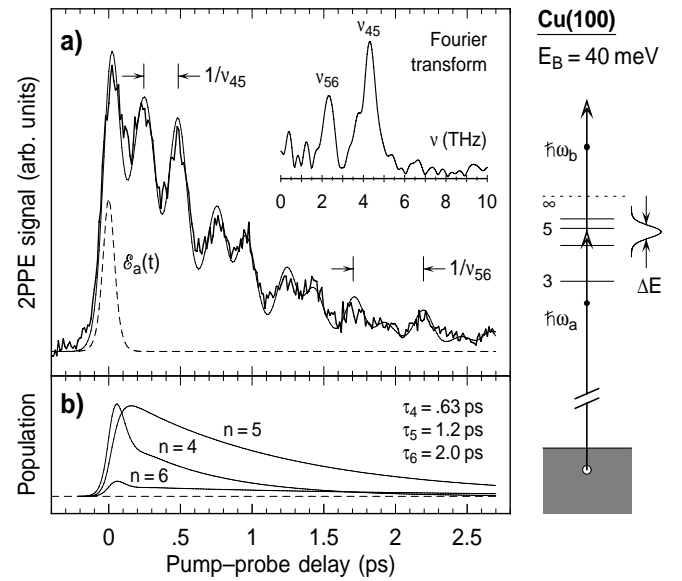 a)
1/ν₄₅
ν₅₆
ν₄₅
Fourier
transform
ν (THz)
0 2 4 6 8 10
ℰₐ(t)
1/ν₅₆
2PPE signal (arb. units)
b)
n = 5
n = 4
n = 6
τ₄ = .63 ps
τ₅ = 1.2 ps
τ₆ = 2.0 ps
Population
0 .5 1 1.5 2 2.5
Pump–probe delay (ps)
Cu(100)
E_B = 40 meV
ℏω_b
∞
5
3
ΔE
ℏωₐ